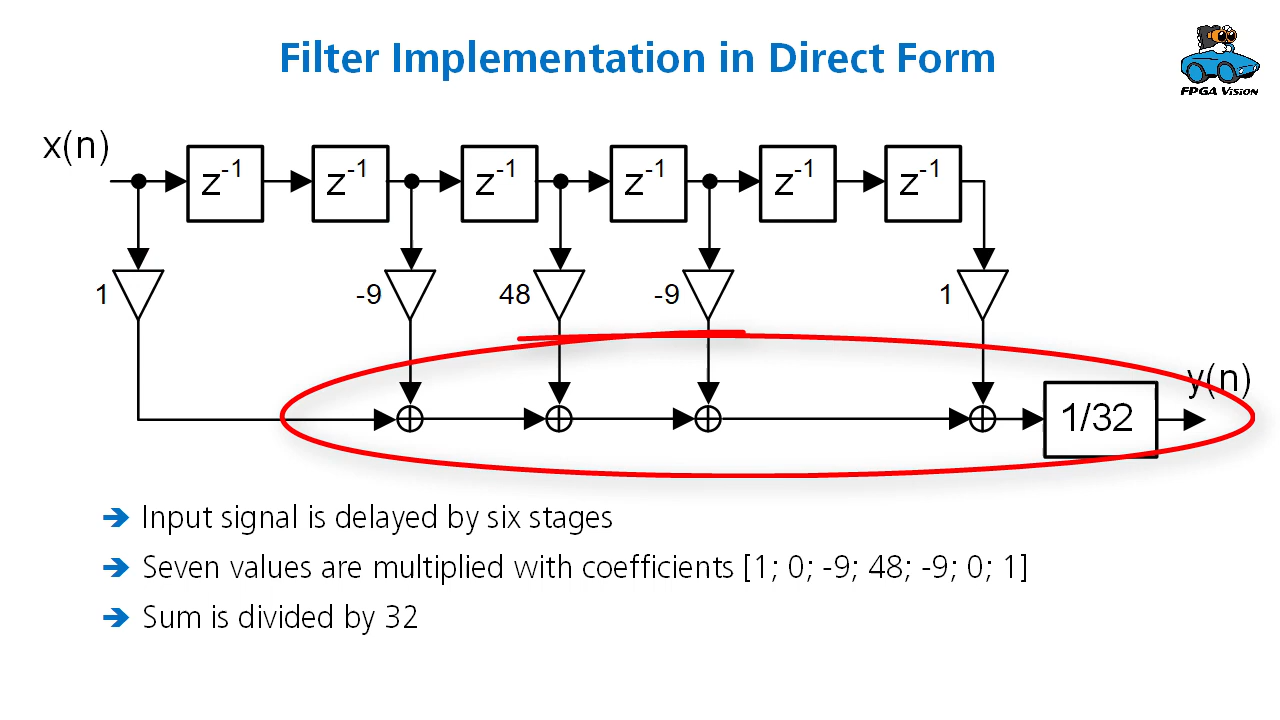 Filter Implementation in Direct Form
FPGA Vision
x(n)
z⁻¹ z⁻¹ z⁻¹ z⁻¹ z⁻¹ z⁻¹
1 -9 48 -9 1
y(n)
1/32
➔ Input signal is delayed by six stages
➔ Seven values are multiplied with coefficients [1; 0; -9; 48; -9; 0; 1]
➔ Sum is divided by 32